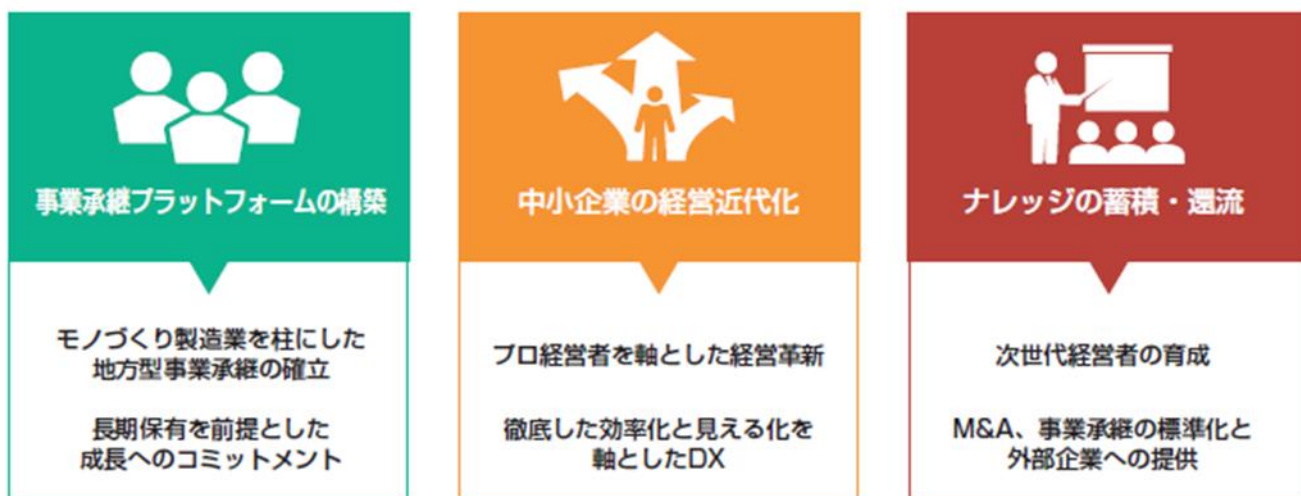 事業承継プラットフォームの構築
モノづくり製造業を柱にした
地方型事業承継の確立
長期保有を前提とした
成長へのコミットメント
中小企業の経営近代化
プロ経営者を軸とした経営革新
徹底した効率化と見える化を
軸としたDX
ナレッジの蓄積・還流
次世代経営者の育成
M&A、事業承継の標準化と
外部企業への提供